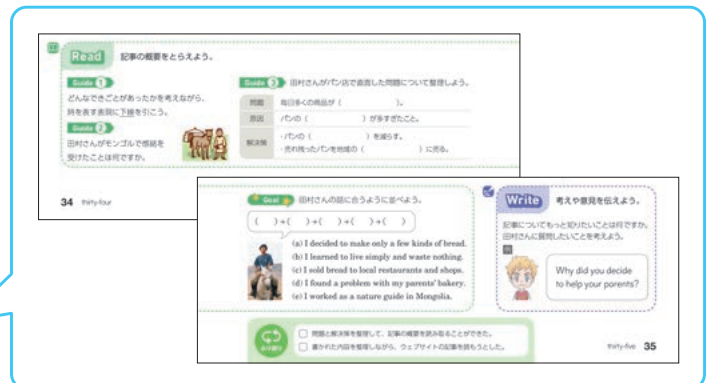 Read 記事の概要をとらえよう。
Guide 1
どんなできごとがあったかを考えながら、
時を表す表現に下線を引こう。
Guide 2
田村さんがモンゴルで感銘を
受けたことは何ですか。
Guide 3 田村さんがパン店で直面した問題について整理しよう。
問題 毎日多くの商品が（ ）。
原因 パンの（ ）が多すぎたこと。
解決策 ・パンの（ ）を減らす。
・売れ残ったパンを地域の（ ）に売る。
34 thirty-four
Goal 田村さんの話に合うように並べよう。
( )→( )→( )→( )→( )
(a) I decided to make only a few kinds of bread.
(b) I learned to live simply and waste nothing.
(c) I sold bread to local restaurants and shops.
(d) I found a problem with my parents' bakery.
(e) I worked as a nature guide in Mongolia.
Write 考えや意見を伝えよう。
記事についてもっと知りたいことは何ですか。
田村さんに質問したいことを考えよう。
例
Why did you decide
to help your parents?
ふり返り
問題と解決策を整理して、記事の概要を読み取ることができた。
書かれた内容を整理しながら、ウェブサイトの記事を読もうとした。
thirty-five 35